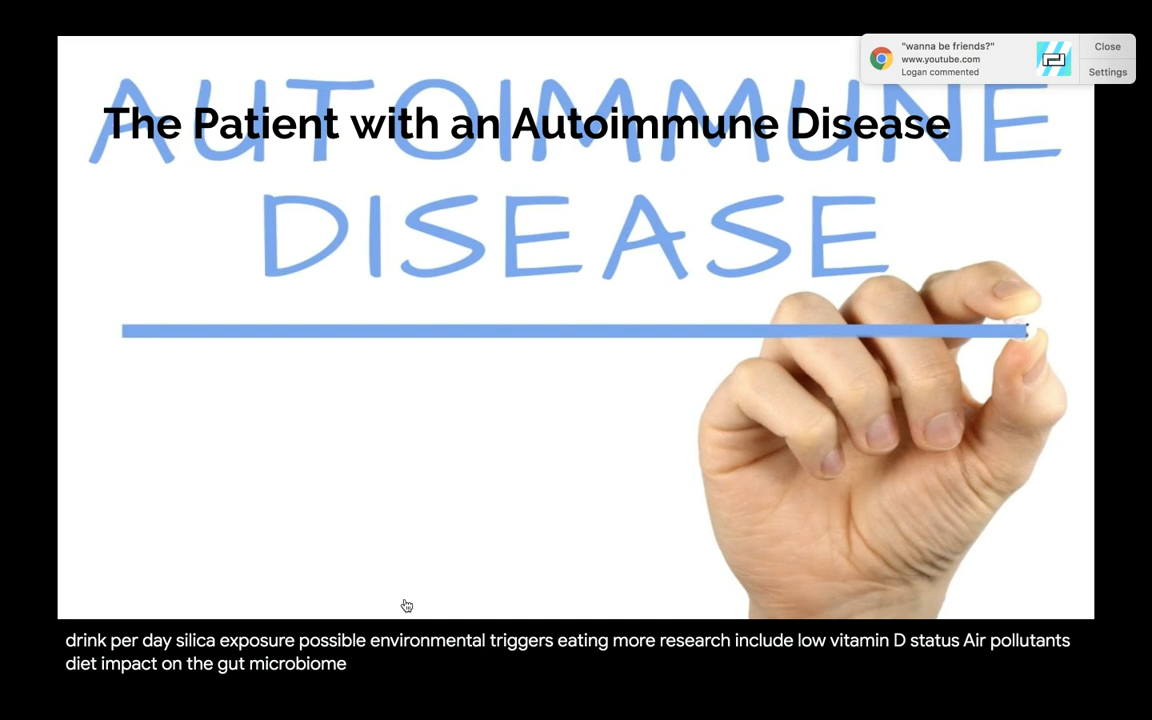 "wanna be friends?"
www.youtube.com
Logan commented
Close
Settings
AUTOIMMUNE
The Patient with an Autoimmune Disease
DISEASE
drink per day silica exposure possible environmental triggers eating more research include low vitamin D status Air pollutants
diet impact on the gut microbiome